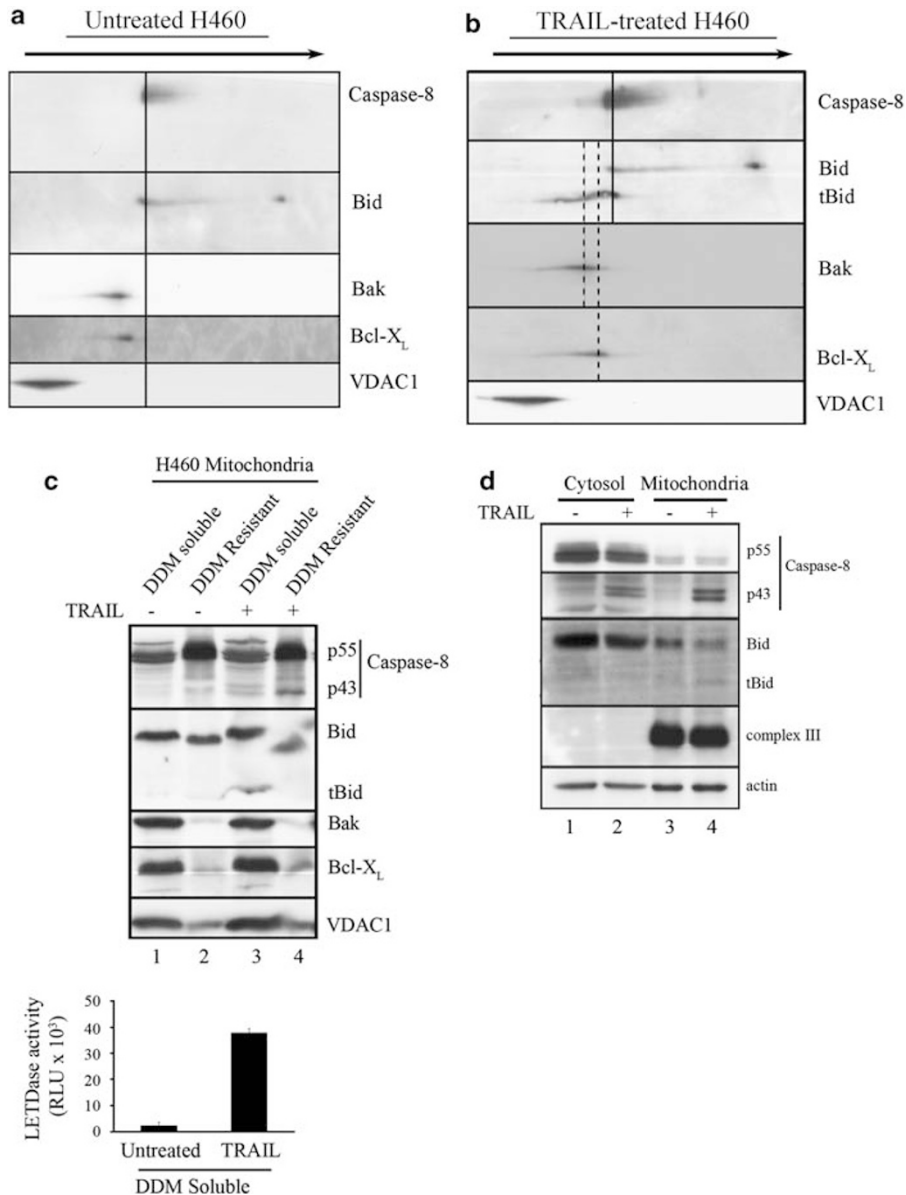 a
Untreated H460
Caspase-8
Bid
Bak
Bcl-X_L
VDAC1
b
TRAIL-treated H460
Caspase-8
Bid
tBid
Bak
Bcl-X_L
VDAC1
c
H460 Mitochondria
DDM soluble
DDM Resistant
DDM soluble
DDM Resistant
TRAIL - - + +
p55
p43
Caspase-8
Bid
tBid
Bak
Bcl-X_L
VDAC1
1 2 3 4
LETDase activity
(RLU x 10³)
50
40
30
20
10
0
Untreated TRAIL
DDM Soluble
d
Cytosol Mitochondria
TRAIL - + - +
p55
p43
Caspase-8
Bid
tBid
complex III
actin
1 2 3 4